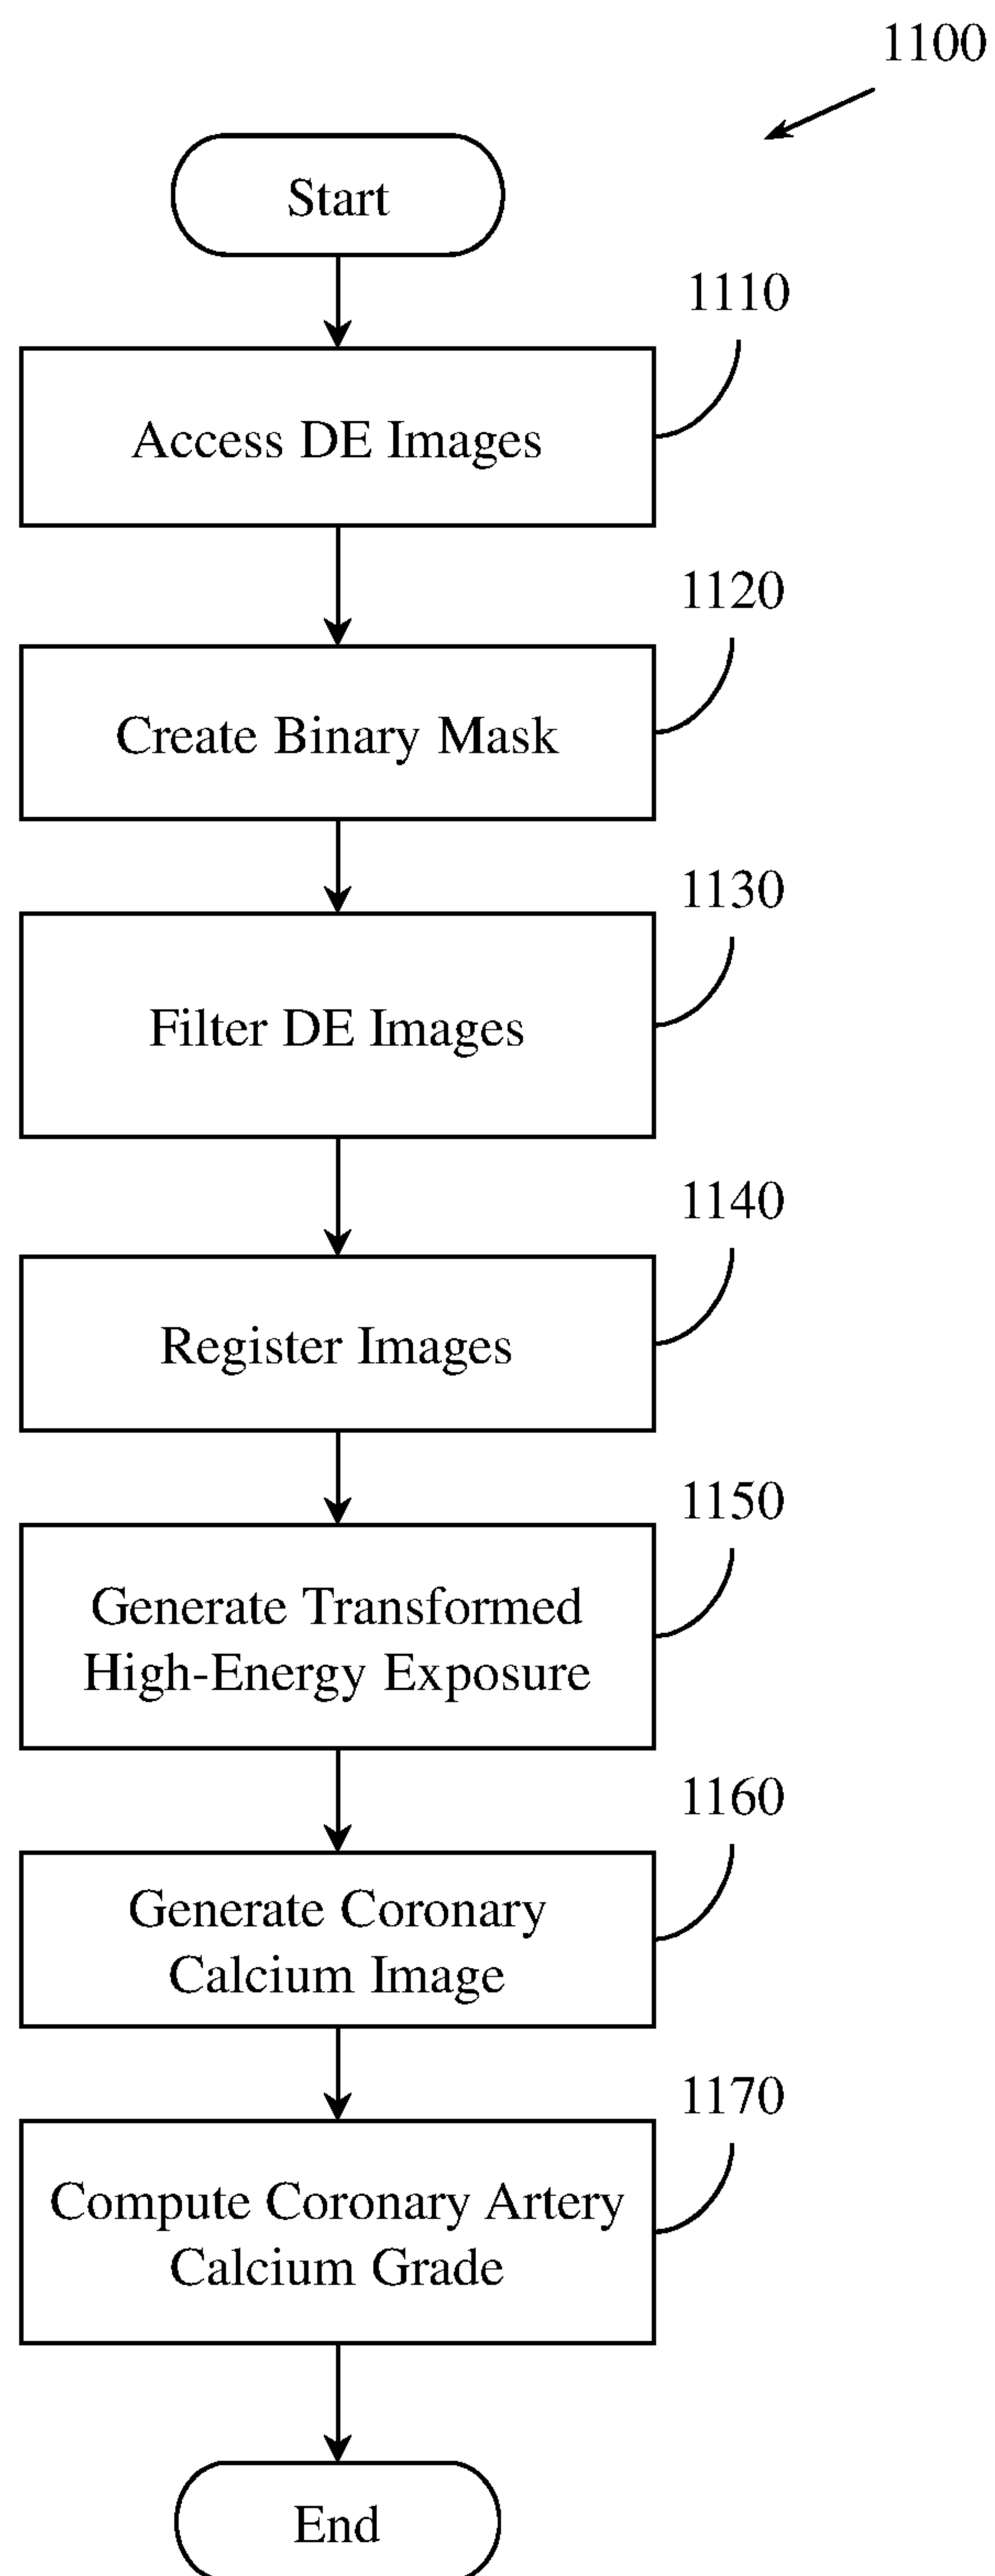 1100
Start
1110
Access DE Images
1120
Create Binary Mask
1130
Filter DE Images
1140
Register Images
1150
Generate Transformed
High-Energy Exposure
1160
Generate Coronary
Calcium Image
1170
Compute Coronary Artery
Calcium Grade
End